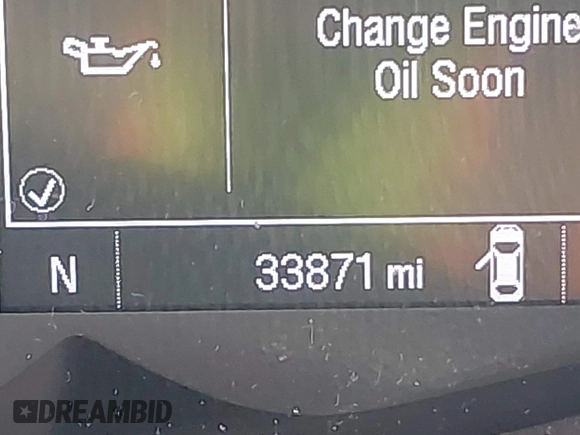 Change Engine
Oil Soon
N
33871 mi
DREAMBID